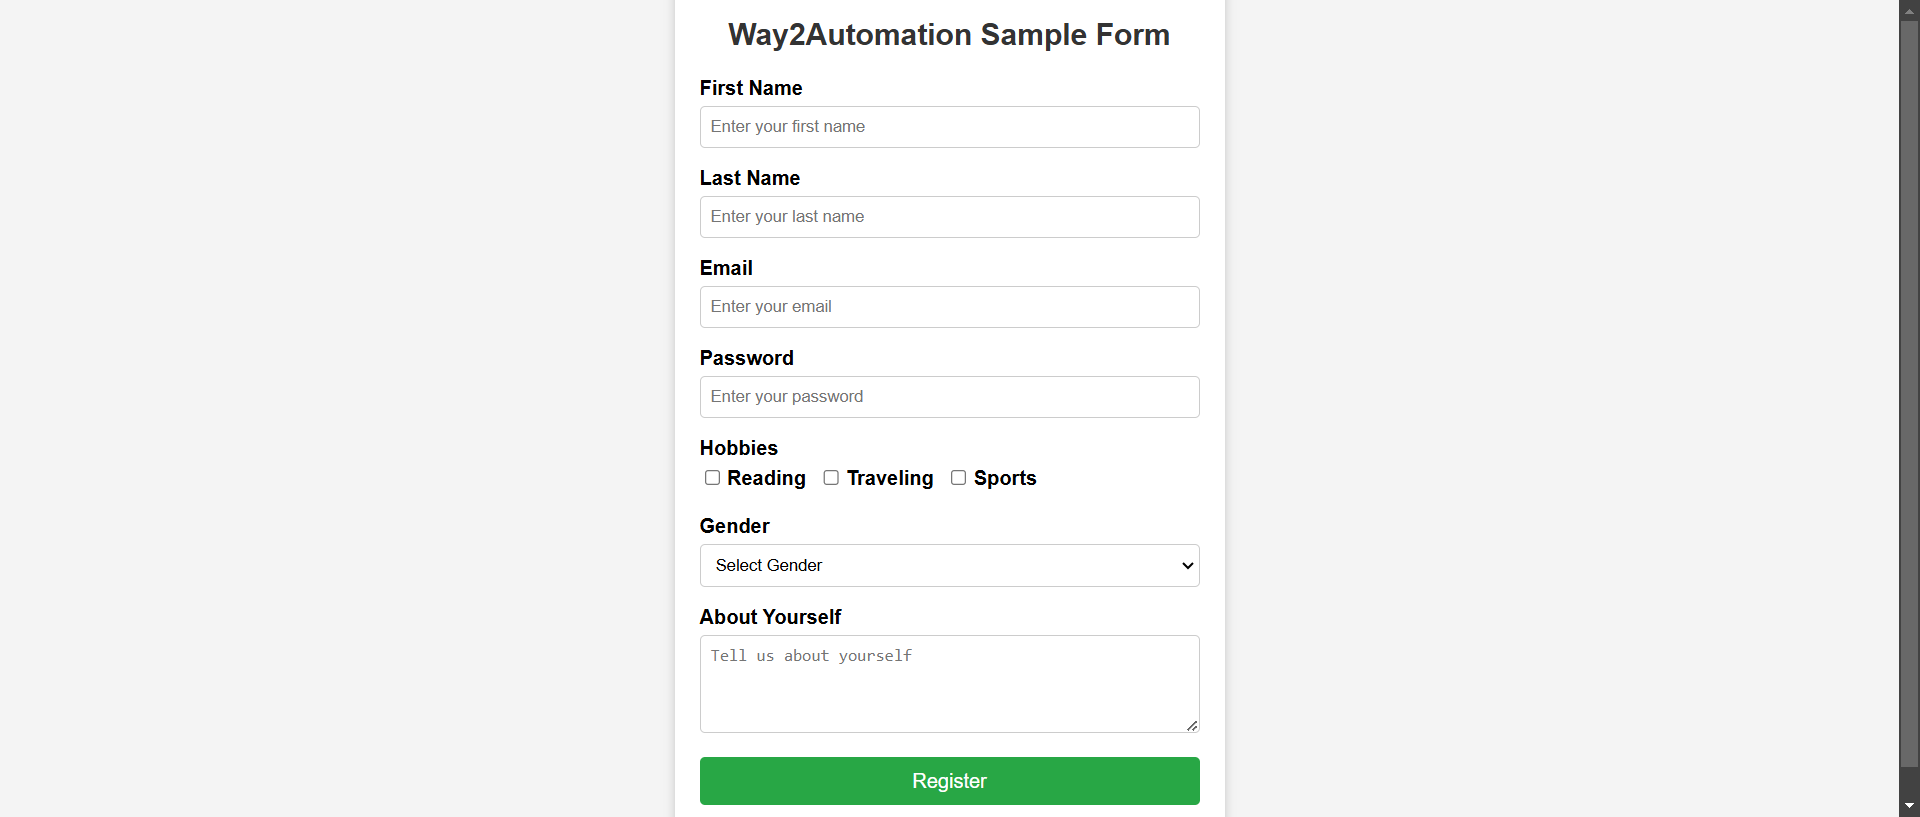 Way2Automation Sample Form
First Name
Enter your first name
Last Name
Enter your last name
Email
Enter your email
Password
Enter your password
Hobbies
Reading Traveling Sports
Gender
Select Gender
About Yourself
Tell us about yourself
Register